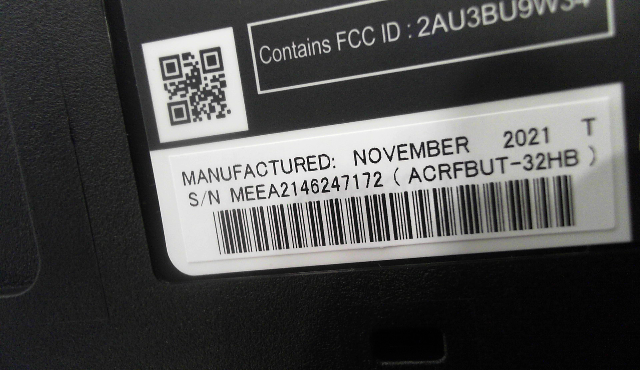 Contains FCC ID : 2AU3BU9W34
MANUFACTURED: NOVEMBER 2021 T
S/N MEEA2146247172 ( ACRFBUT-32HB )